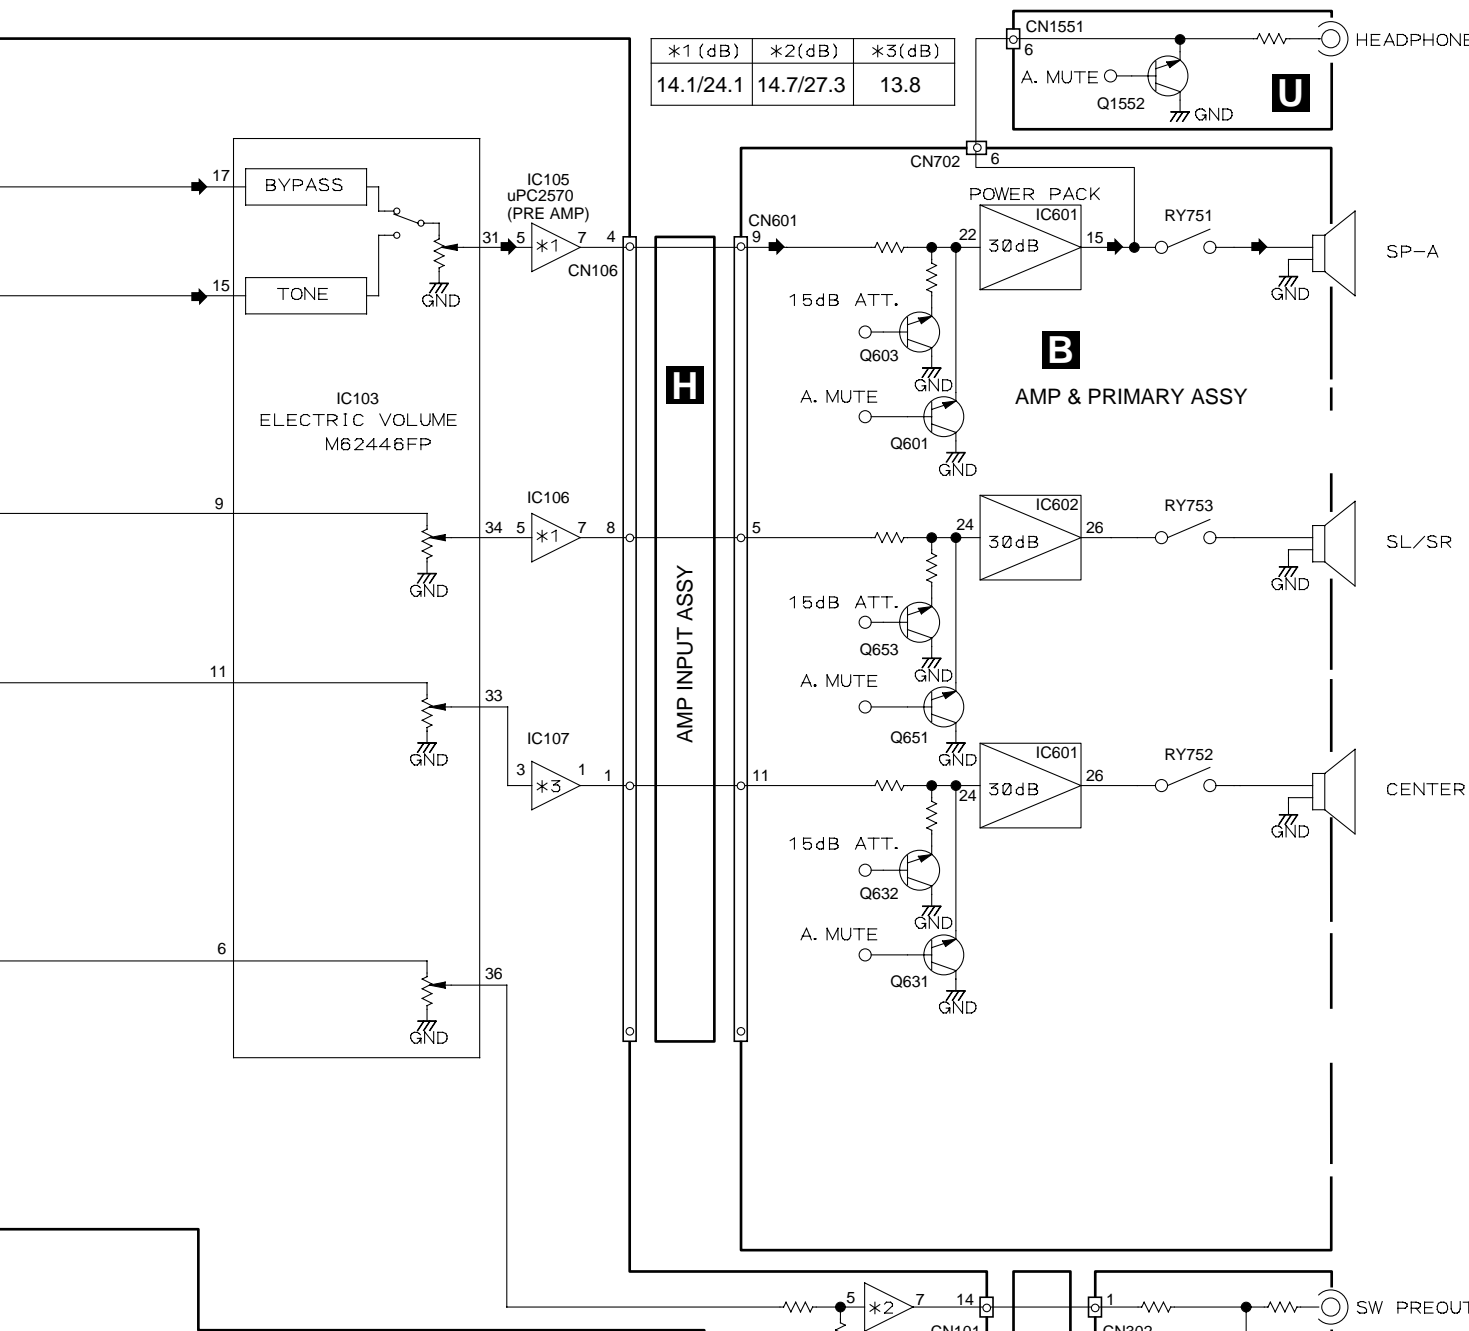 CN1551
6
HEADPHONE
A. MUTE
Q1552
GND
U
*1(dB) *2(dB) *3(dB)
14.1/24.1 14.7/27.3 13.8
CN702
6
17
BYPASS
IC105
uPC2570
(PRE AMP)
31
5
*1
7
4
CN106
15
TONE
GND
CN601
9
POWER PACK
IC601
22
30dB
15
RY751
SP-A
GND
15dB ATT.
Q603
GND
A. MUTE
Q601
GND
B
AMP & PRIMARY ASSY
H
AMP INPUT ASSY
IC103
ELECTRIC VOLUME
M62446FP
9
34
5
IC106
*1
7
8
GND
5
24
IC602
30dB
26
RY753
SL/SR
GND
15dB ATT.
Q653
GND
A. MUTE
Q651
GND
11
33
GND
IC107
3
*3
1
1
11
24
IC601
30dB
26
RY752
CENTER
GND
15dB ATT.
Q632
GND
A. MUTE
Q631
GND
6
36
GND
5
*2
7
14
CN101
1
CN302
SW PREOUT